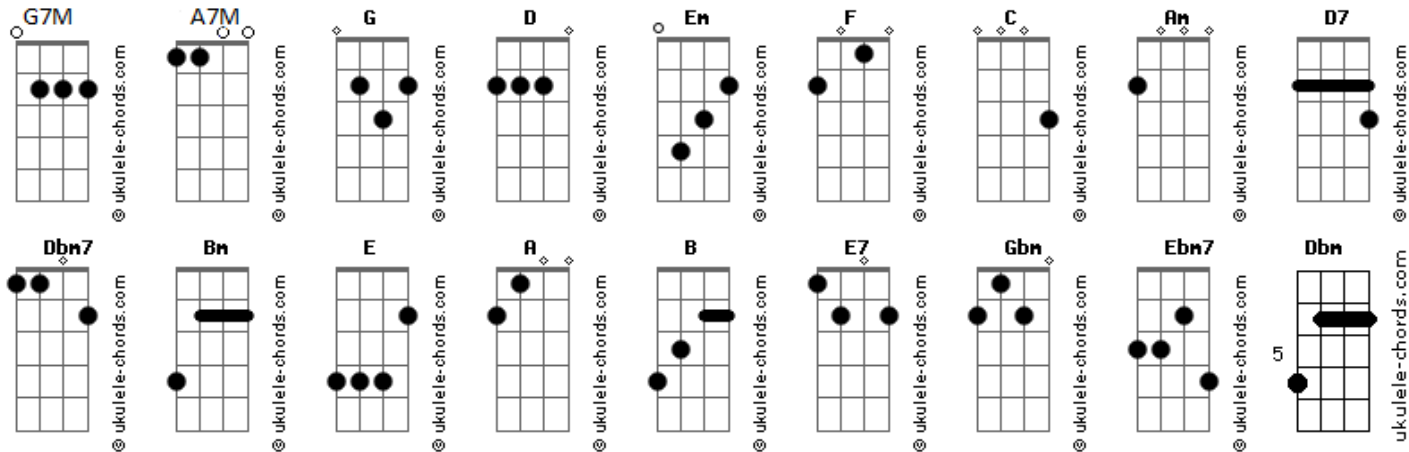 G7M A7M G D Em F C Am D7
© ukulele-chords.com © ukulele-chords.com © ukulele-chords.com © ukulele-chords.com © ukulele-chords.com © ukulele-chords.com © ukulele-chords.com © ukulele-chords.com © ukulele-chords.com
Dbm7 Bm E A B E7 Gbm Ebm7 Dbm
5
© ukulele-chords.com © ukulele-chords.com © ukulele-chords.com © ukulele-chords.com © ukulele-chords.com © ukulele-chords.com © ukulele-chords.com © ukulele-chords.com ukulele-chords.com